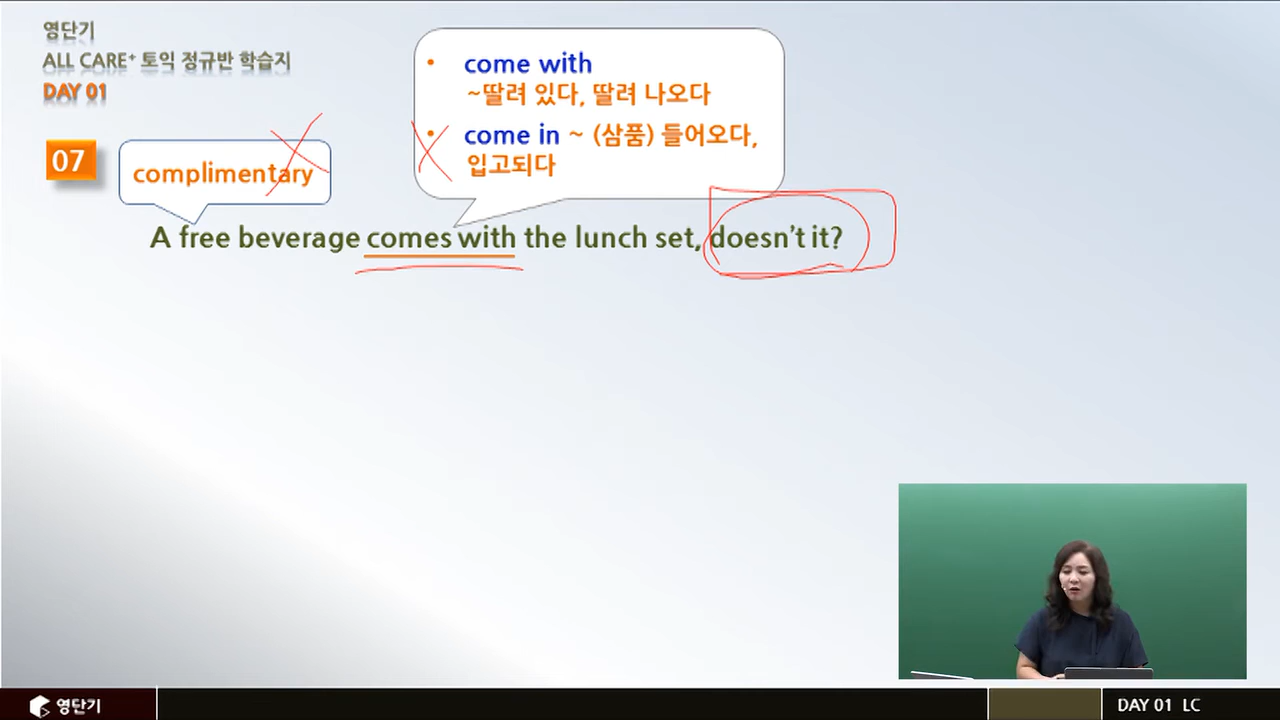 영단기
ALL CARE⁺ 토익 정규반 학습지
DAY 01
• come with
~딸려 있다, 딸려 나오다
• come in ~ (삼품) 들어오다,
입고되다
07
complimentary
A free beverage comes with the lunch set, doesn't it?
영단기
DAY 01 LC